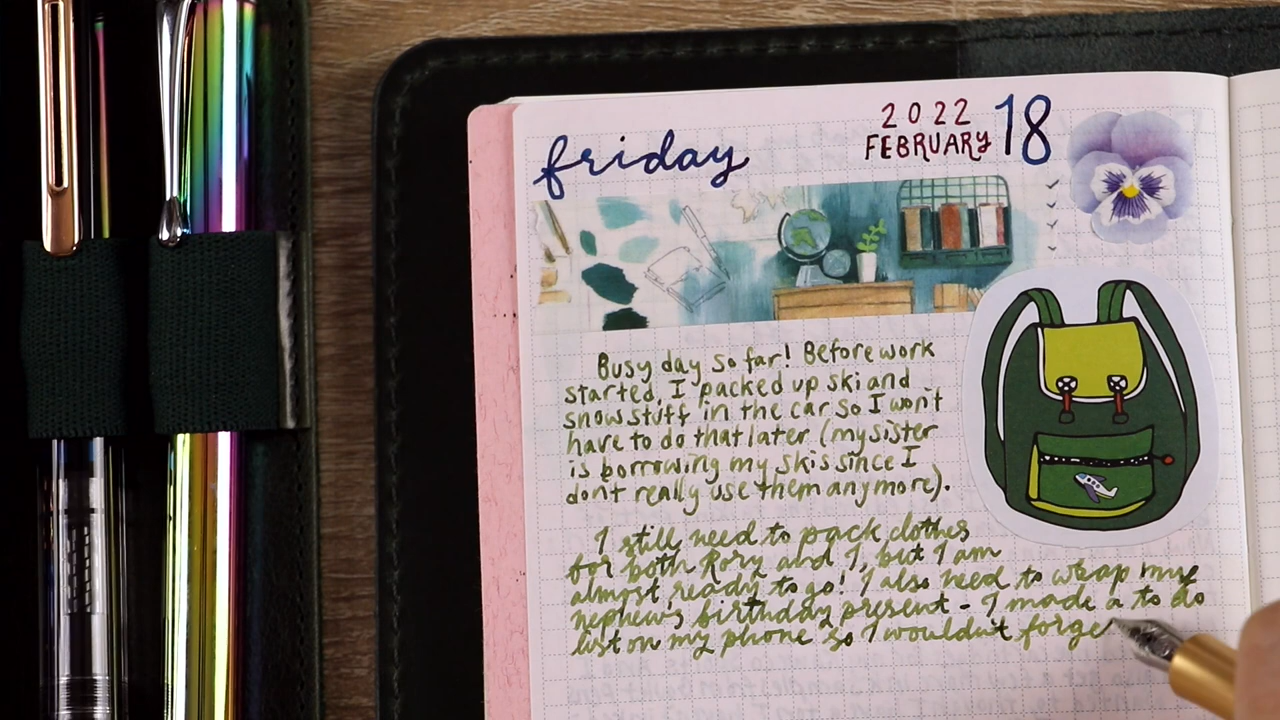 friday
2022
FEBRUARY 18
Busy day so far! Before work
started, I packed up ski and
snow stuff in the car so I won't
have to do that later (my sister
is borrowing my skis since I
don't really use them anymore).
I still need to pack clothes
for both Rory and I, but I am
almost ready to go! I also need to wrap my
nephew's birthday present - I made a to do
list on my phone so I wouldn't forge